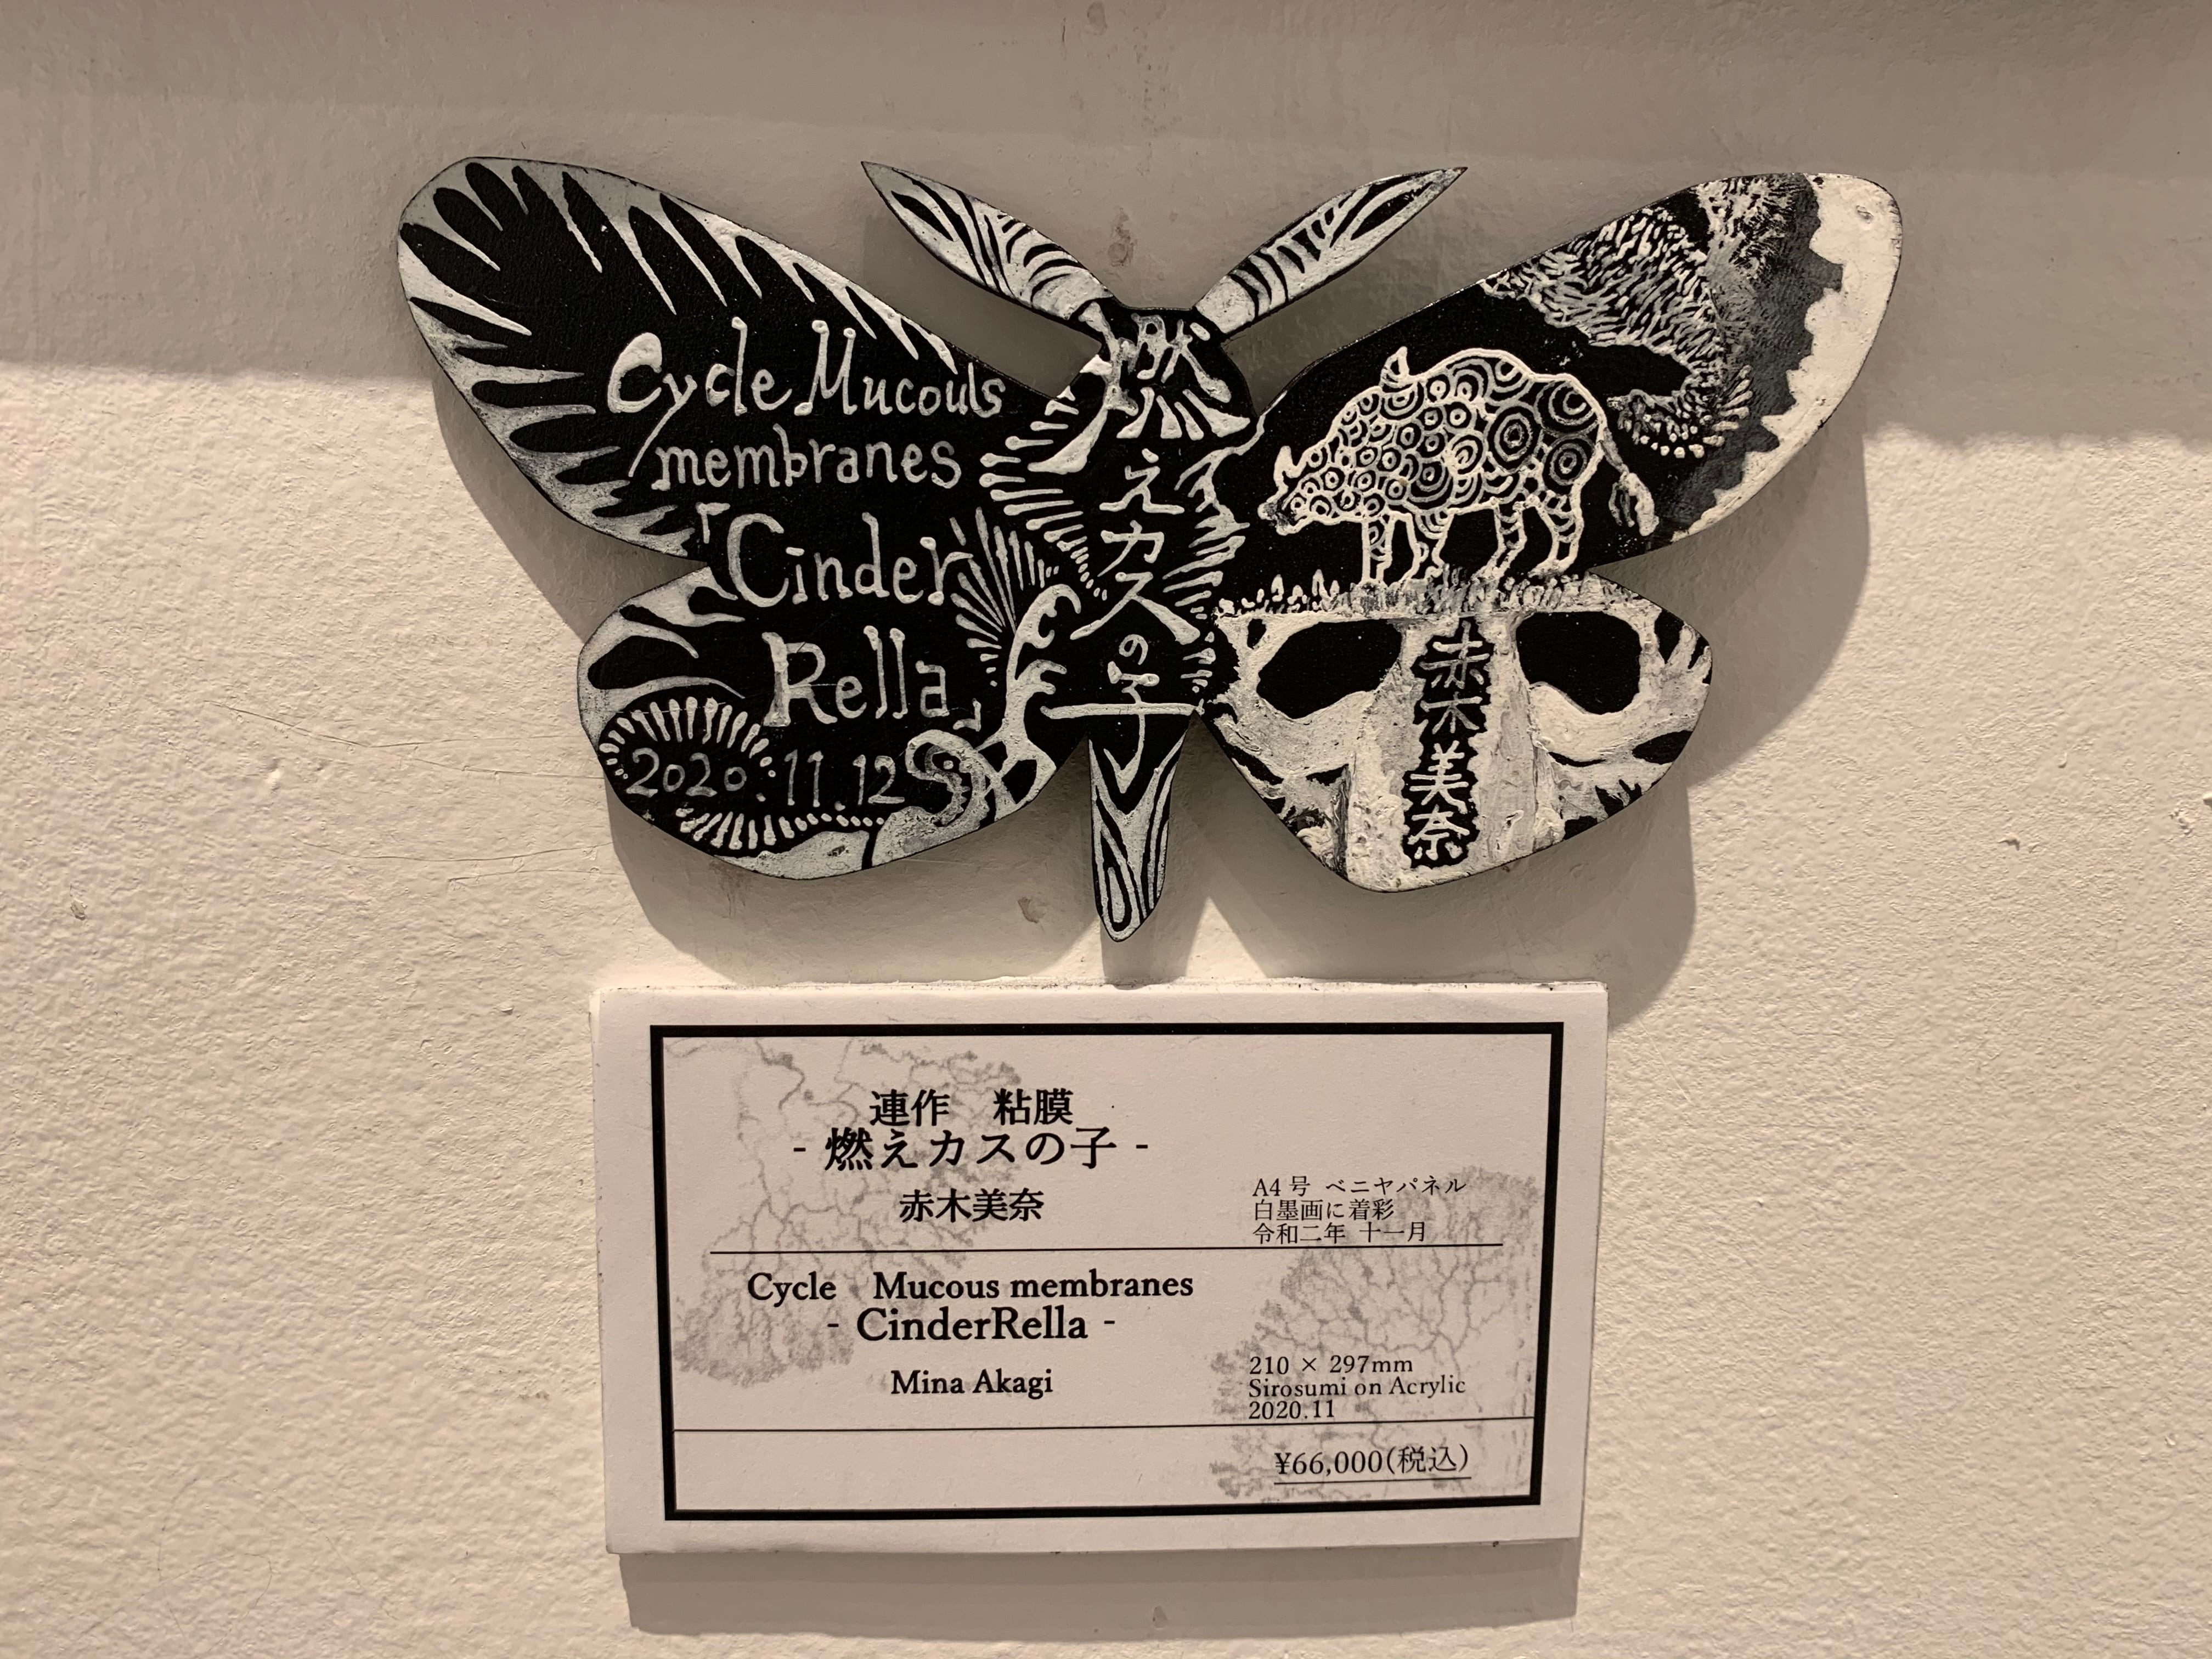 Cycle Mucouls
membranes
「Cinder
Rella」
2020.11.12
燃えカスの子
赤木美奈
連作　粘膜
- 燃えカスの子 -
赤木美奈
A4号 ベニヤパネル
白墨画に着彩
令和二年 十一月
Cycle　Mucous membranes
- CinderRella -
Mina Akagi
210 × 297mm
Sirosumi on Acrylic
2020.11
¥66,000(税込)